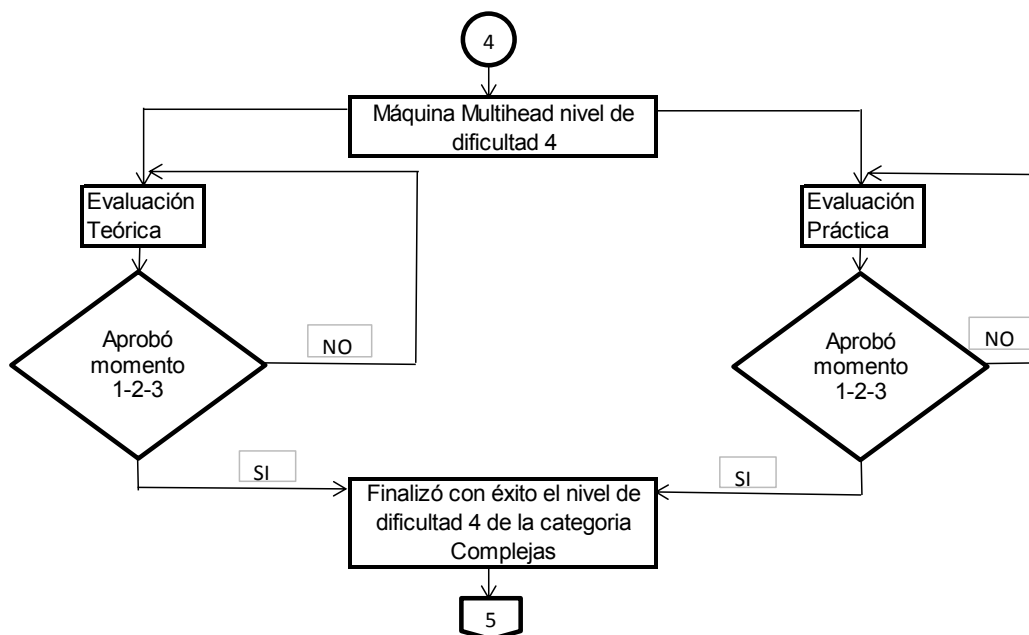 4
Máquina Multihead nivel de
dificultad 4
Evaluación
Teórica
Evaluación
Práctica
Aprobó
momento
1-2-3
NO
Aprobó
momento
1-2-3
NO
SI
SI
Finalizó con éxito el nivel de
dificultad 4 de la categoria
Complejas
5